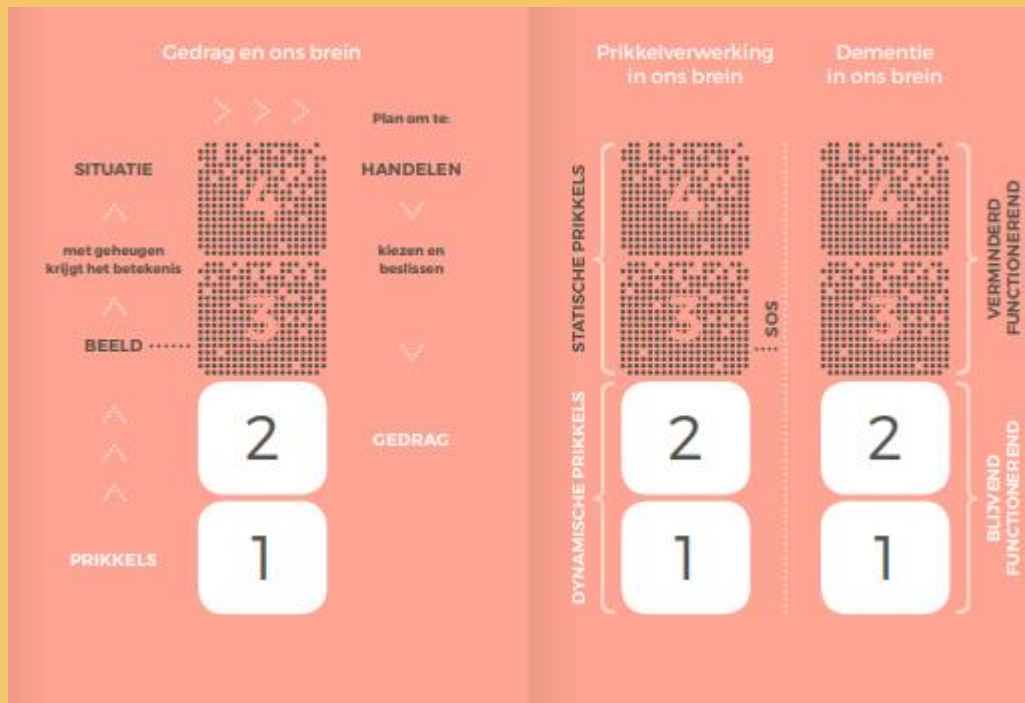 Gedrag en ons brein
Plan om te:
SITUATIE
4
HANDELEN
met geheugen
krijgt het betekenis
kiezen en
beslissen
3
BEELD
2
GEDRAG
PRIKKELS
1
Prikkelverwerking
in ons brein
Dementie
in ons brein
STATISCHE PRIKKELS
4
3
SOS
4
3
VERMINDERD
FUNCTIONEREND
DYNAMISCHE PRIKKELS
2
1
2
1
BLIJVEND
FUNCTIONEREND